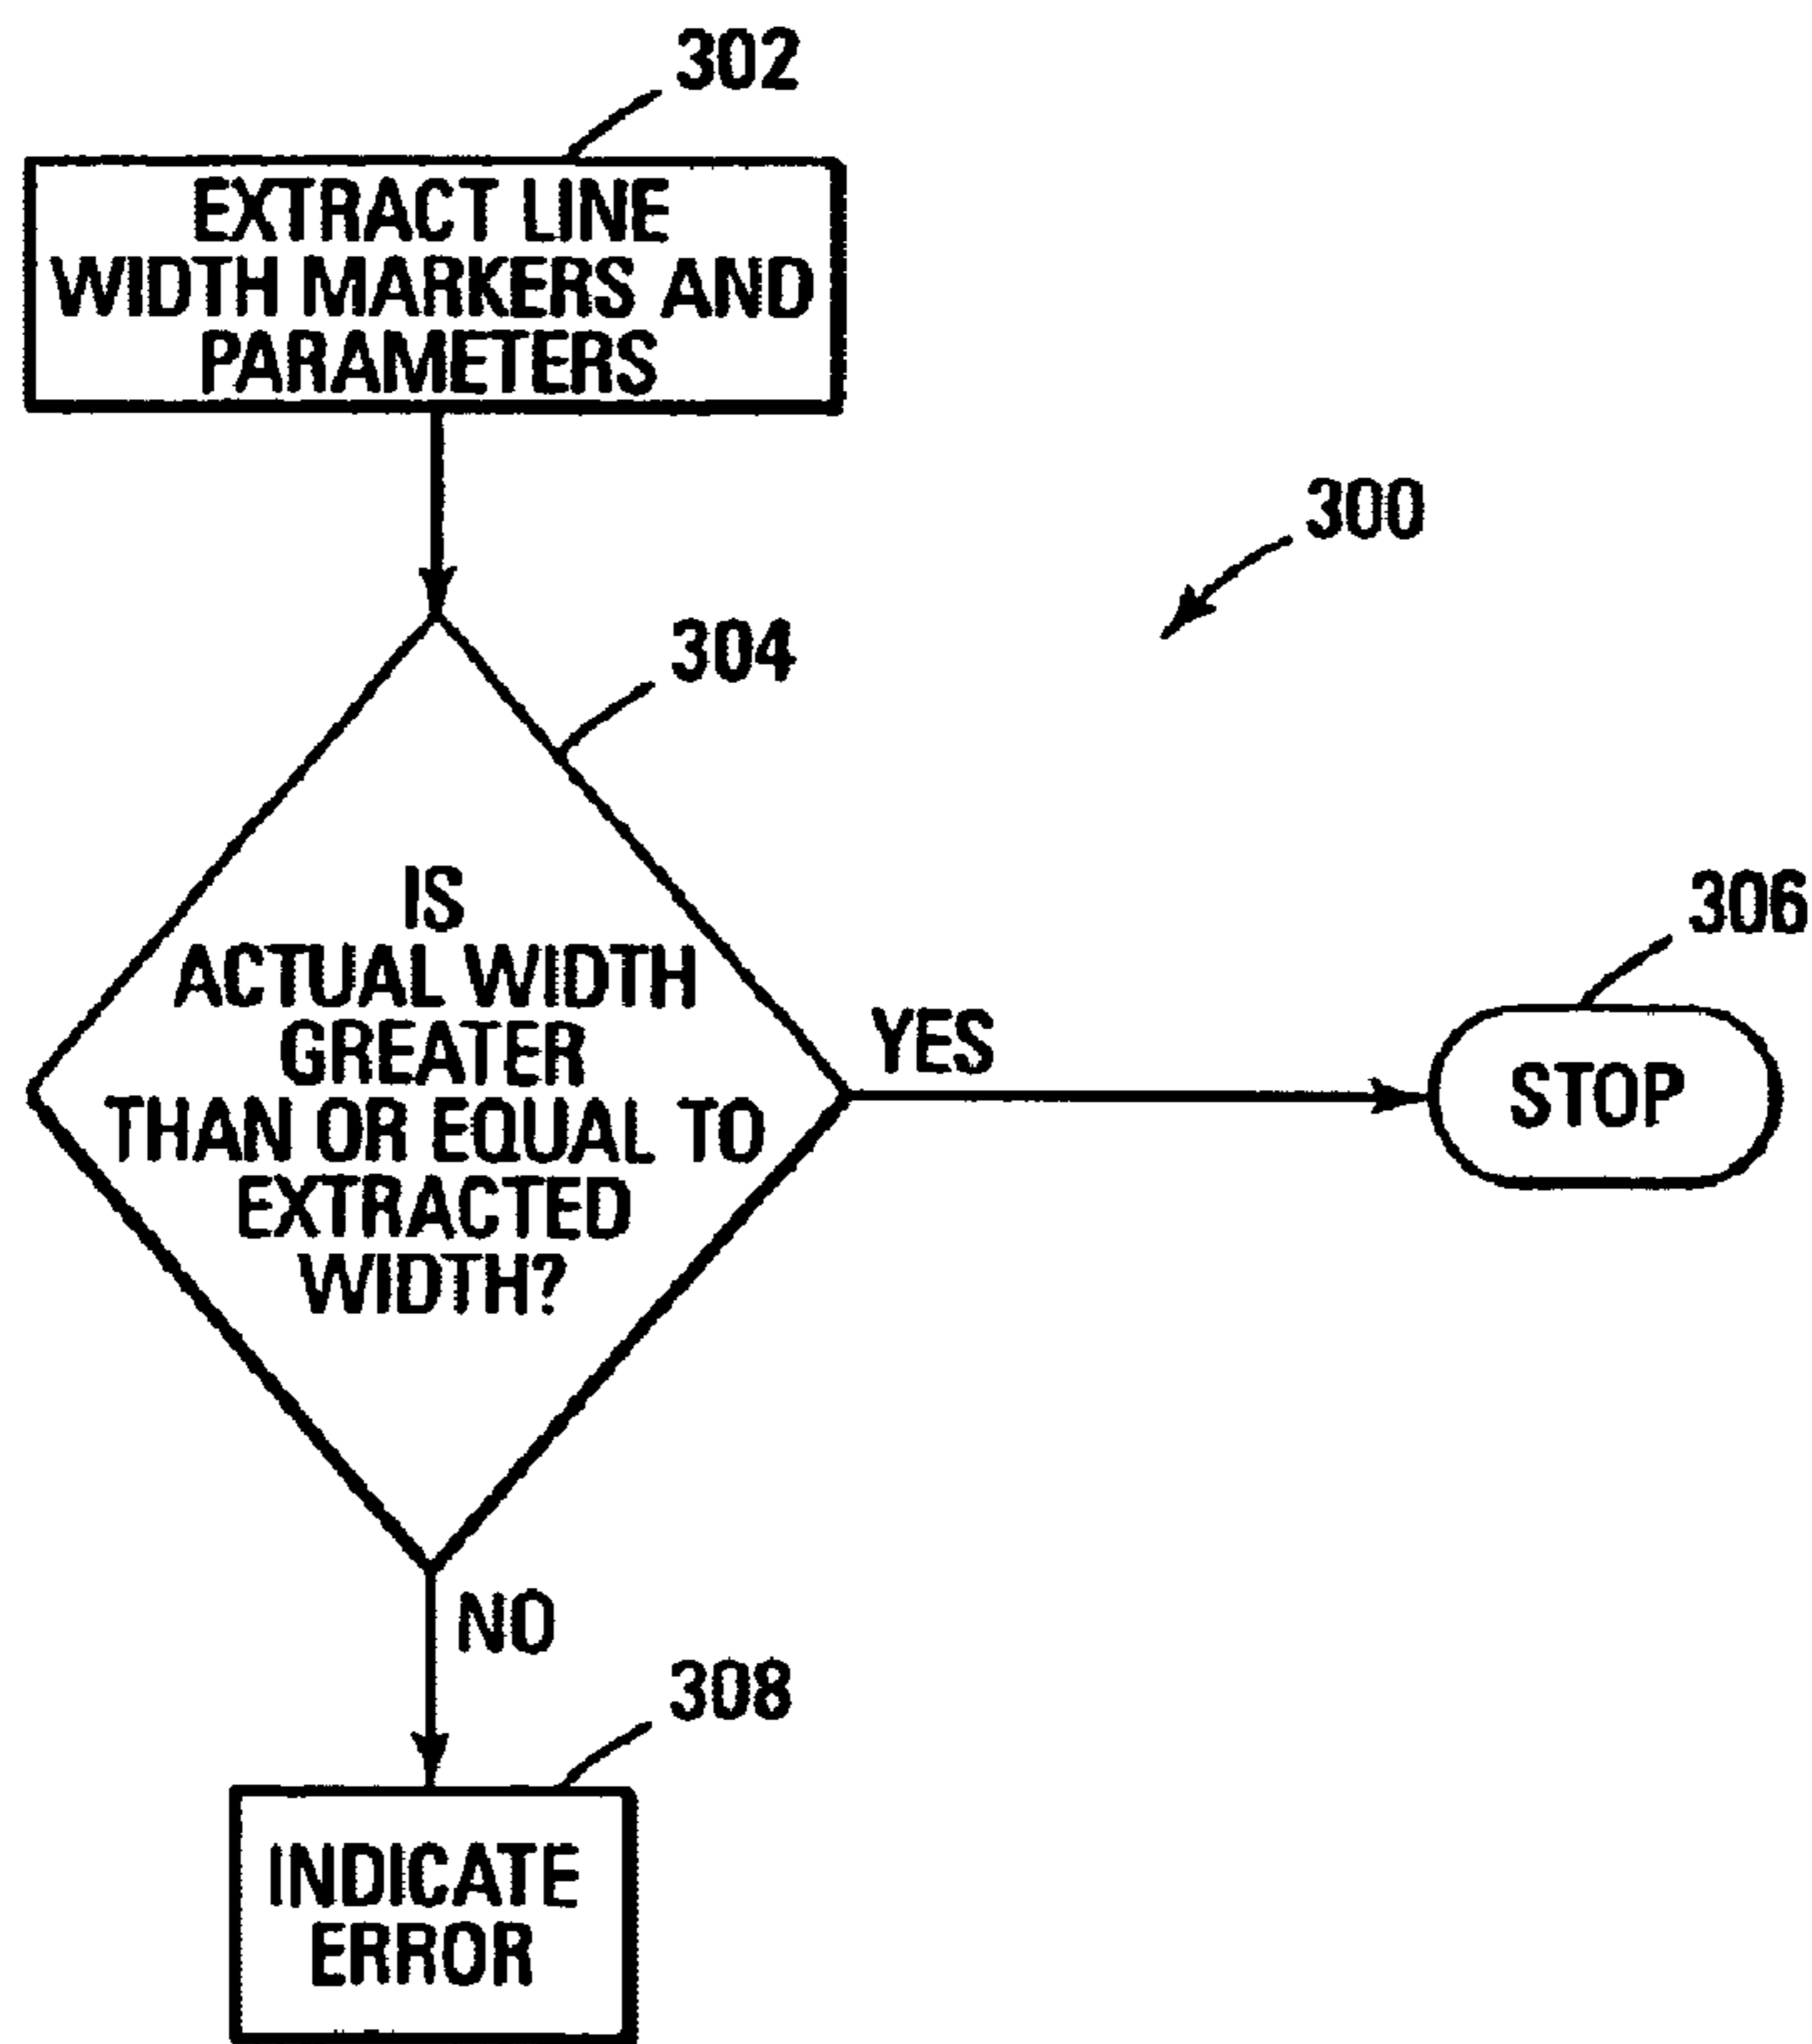 302
EXTRACT LINE
WIDTH MARKERS AND
PARAMETERS
300
304
IS
ACTUAL WIDTH
GREATER
THAN OR EQUAL TO
EXTRACTED
WIDTH?
YES
306
STOP
NO
308
INDICATE
ERROR